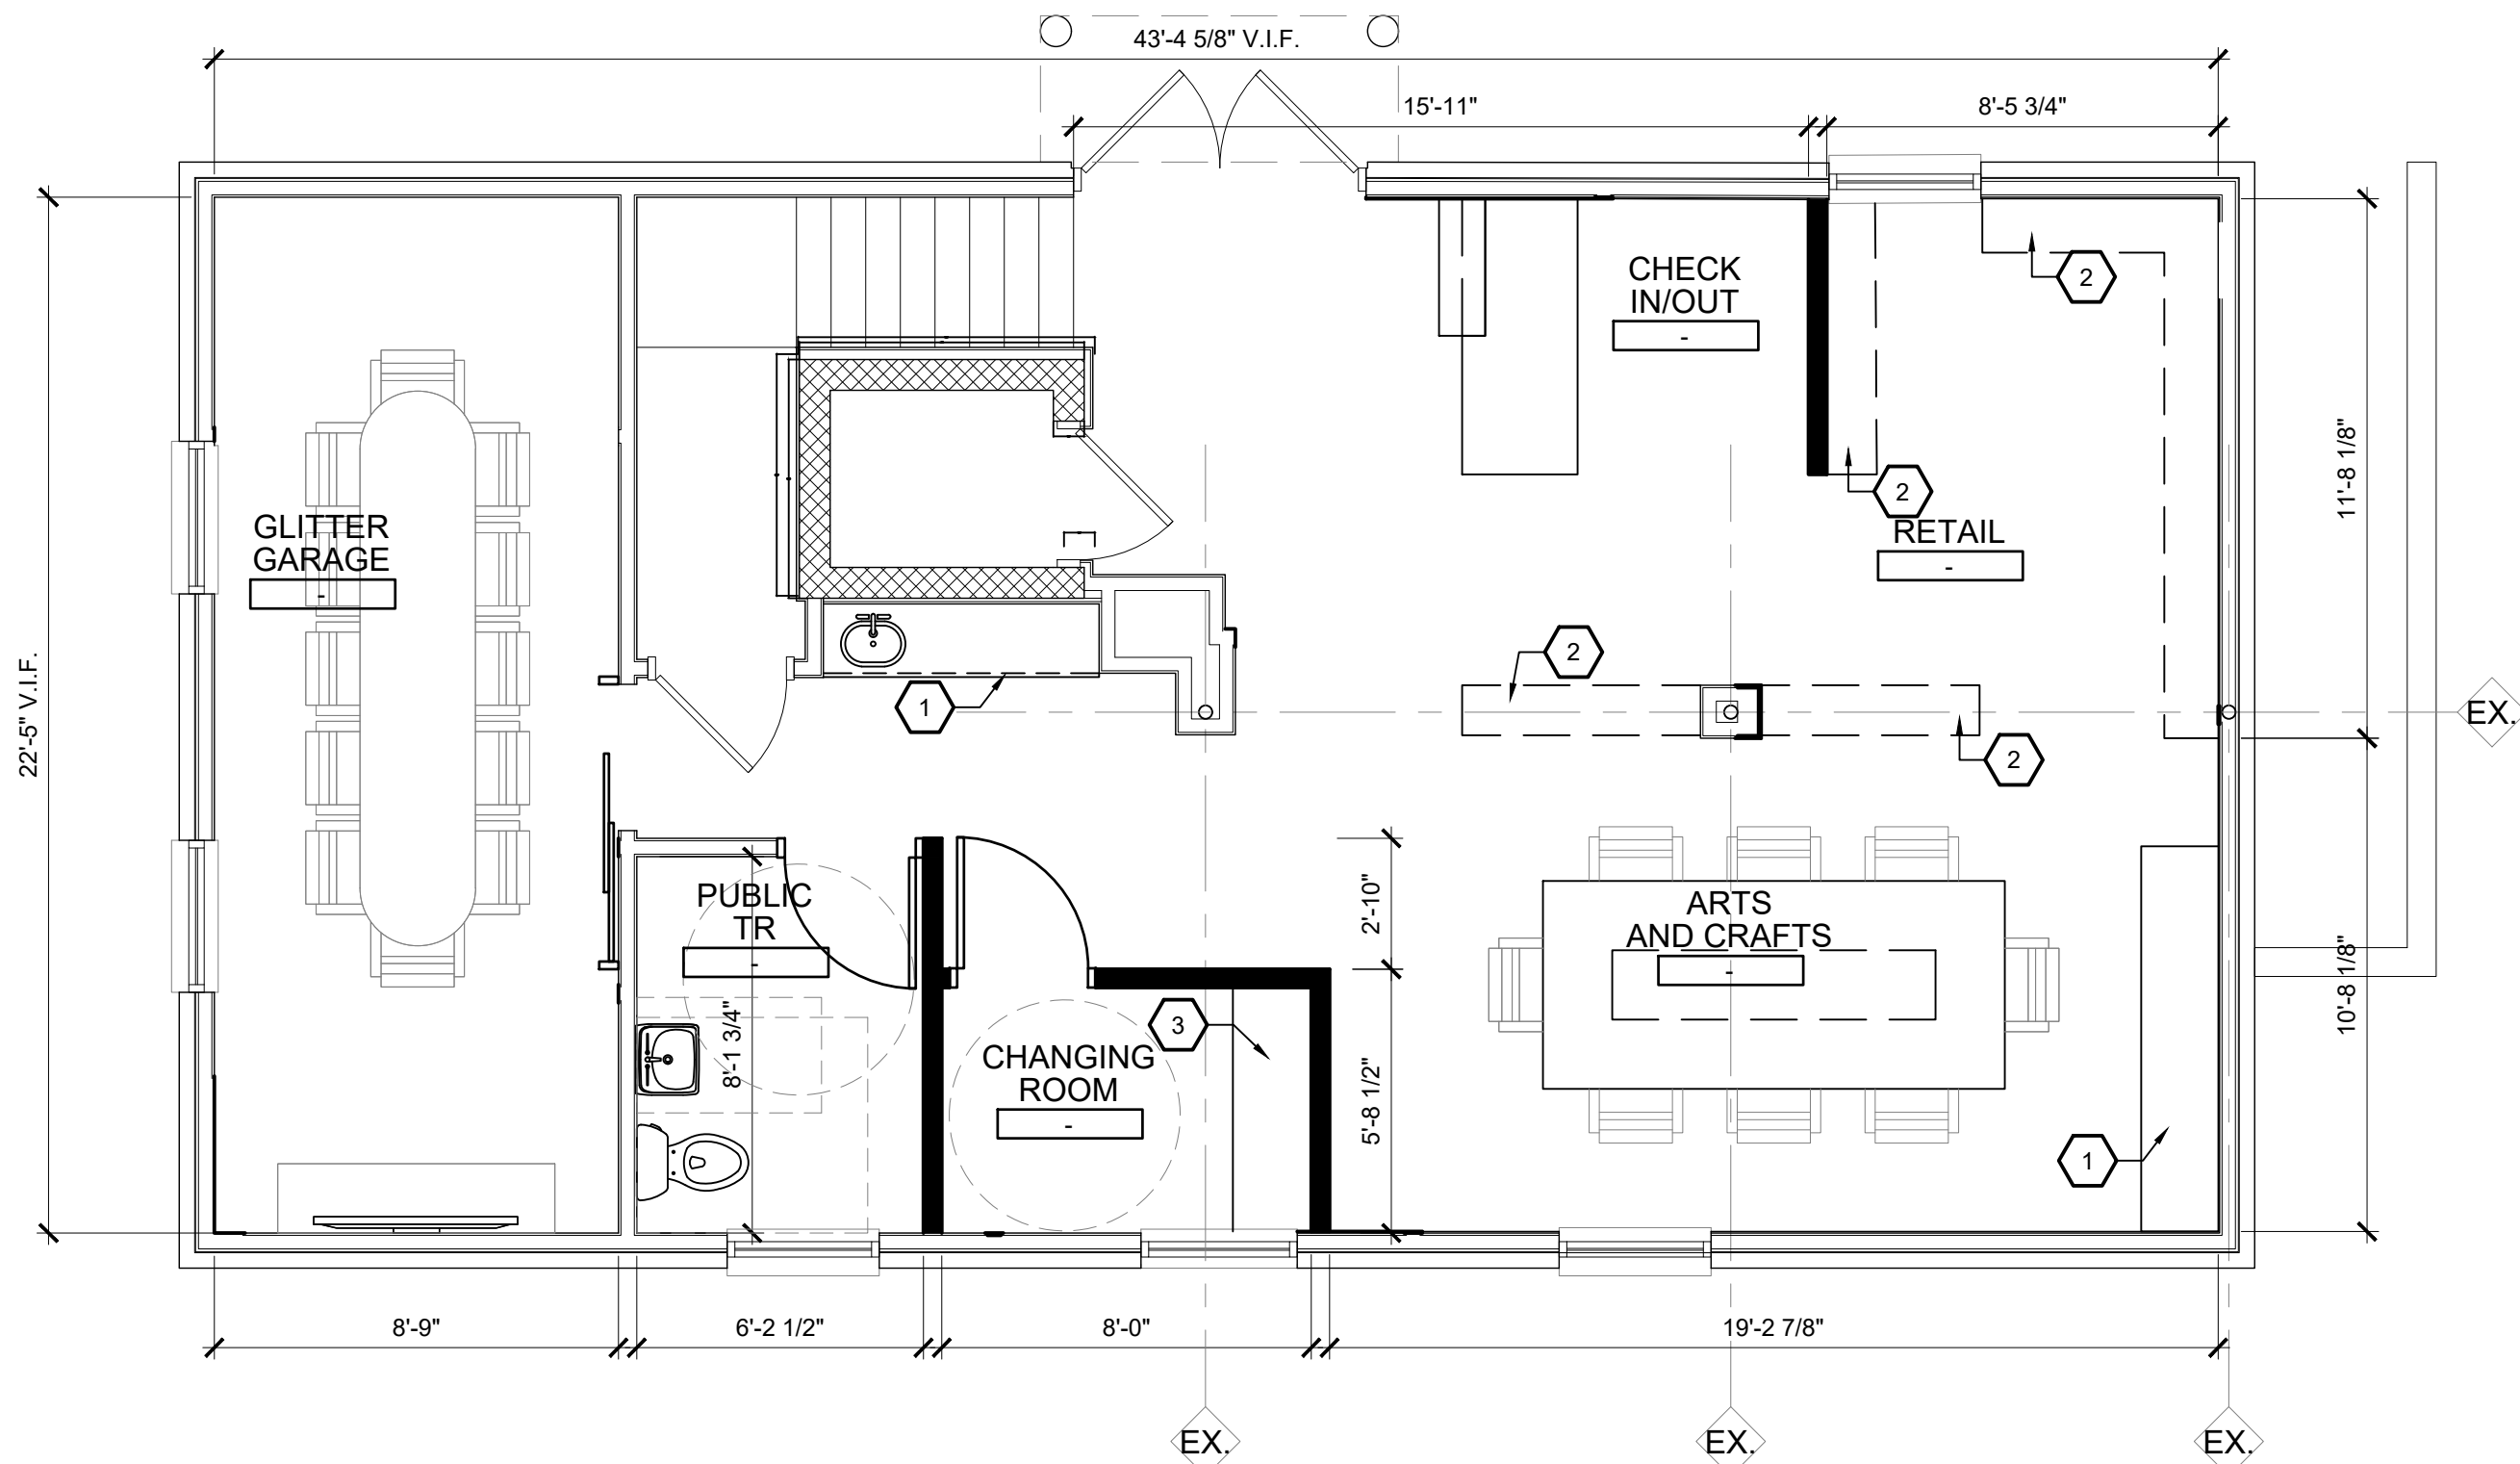 43'-4 5/8" V.I.F.
15'-11"
8'-5 3/4"
CHECK
IN/OUT
-
2
11'-8 1/8"
2
RETAIL
-
GLITTER
GARAGE
-
22'-5" V.I.F.
2
1
EX.
2
2'-10"
PUBLIC
TR
-
ARTS
AND CRAFTS
-
10'-8 1/8"
8'-1 3/4"
3
CHANGING
ROOM
-
5'-8 1/2"
1
8'-9"
6'-2 1/2"
8'-0"
19'-2 7/8"
EX.
EX.
EX.